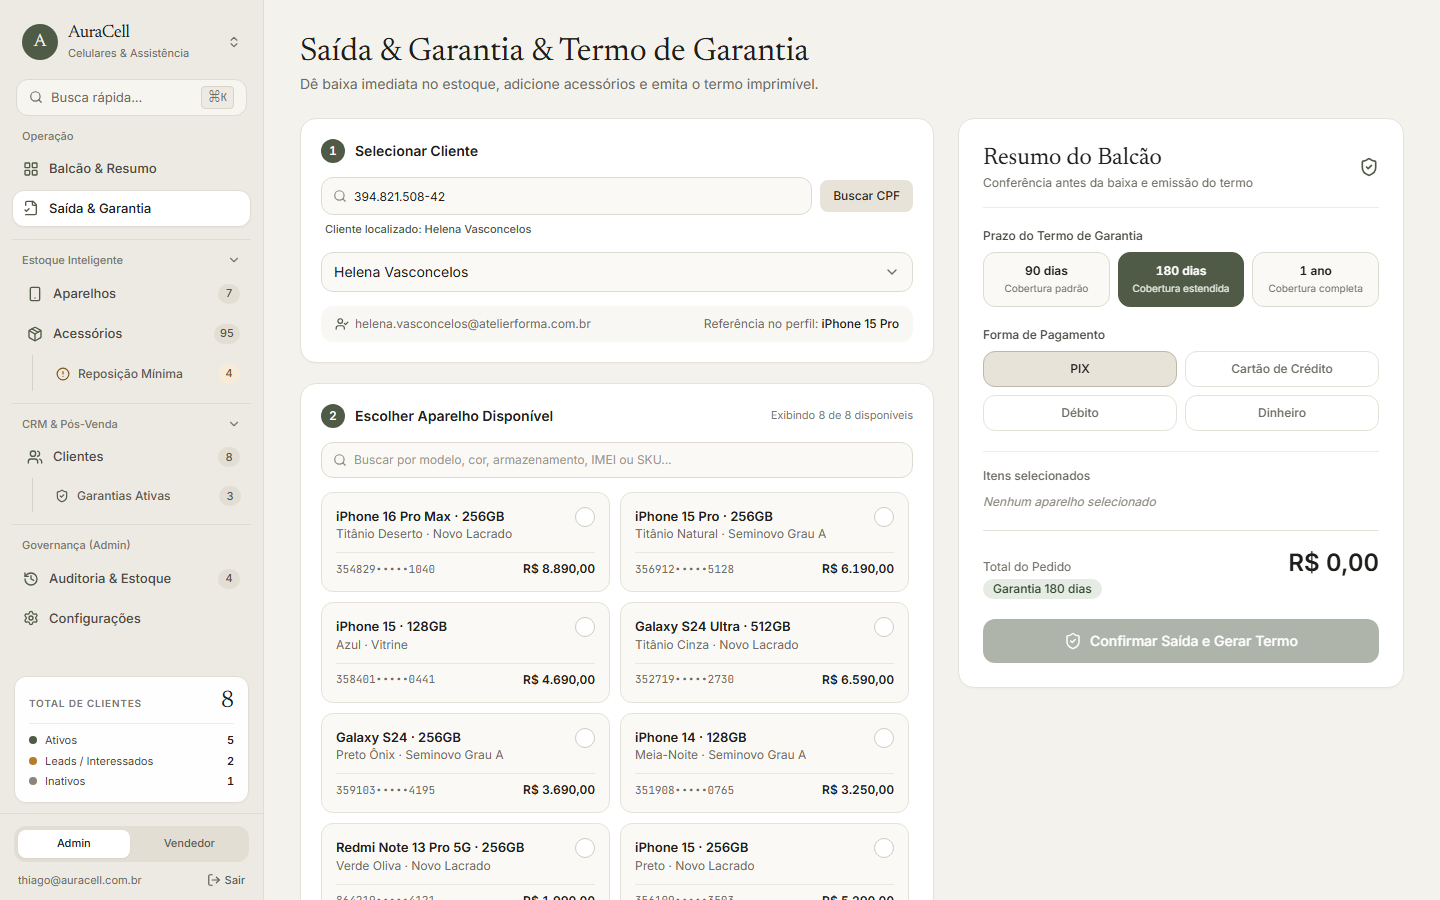 A
AuraCell
Celulares & Assistência
Busca rápida...
⌘K
Operação
Balcão & Resumo
Saída & Garantia
Estoque Inteligente
Aparelhos 7
Acessórios 95
Reposição Mínima 4
CRM & Pós-Venda
Clientes 8
Garantias Ativas 3
Governança (Admin)
Auditoria & Estoque 4
Configurações
TOTAL DE CLIENTES 8
Ativos 5
Leads / Interessados 2
Inativos 1
Admin Vendedor
thiago@auracell.com.br Sair
Saída & Garantia & Termo de Garantia
Dê baixa imediata no estoque, adicione acessórios e emita o termo imprimível.
1 Selecionar Cliente
394.821.508-42 Buscar CPF
Cliente localizado: Helena Vasconcelos
Helena Vasconcelos
helena.vasconcelos@atelierforma.com.br Referência no perfil: iPhone 15 Pro
2 Escolher Aparelho Disponível Exibindo 8 de 8 disponíveis
Buscar por modelo, cor, armazenamento, IMEI ou SKU...
iPhone 16 Pro Max · 256GB
Titânio Deserto · Novo Lacrado
354829•••••1040 R$ 8.890,00
iPhone 15 Pro · 256GB
Titânio Natural · Seminovo Grau A
356912•••••5128 R$ 6.190,00
iPhone 15 · 128GB
Azul · Vitrine
358401•••••0441 R$ 4.690,00
Galaxy S24 Ultra · 512GB
Titânio Cinza · Novo Lacrado
352719•••••2730 R$ 6.590,00
Galaxy S24 · 256GB
Preto Ônix · Seminovo Grau A
359103•••••4195 R$ 3.690,00
iPhone 14 · 128GB
Meia-Noite · Seminovo Grau A
351908•••••0765 R$ 3.250,00
Redmi Note 13 Pro 5G · 256GB
Verde Oliva · Novo Lacrado
iPhone 15 · 256GB
Preto · Novo Lacrado
Resumo do Balcão
Conferência antes da baixa e emissão do termo
Prazo do Termo de Garantia
90 dias
Cobertura padrão
180 dias
Cobertura estendida
1 ano
Cobertura completa
Forma de Pagamento
PIX Cartão de Crédito
Débito Dinheiro
Itens selecionados
Nenhum aparelho selecionado
Total do Pedido R$ 0,00
Garantia 180 dias
Confirmar Saída e Gerar Termo